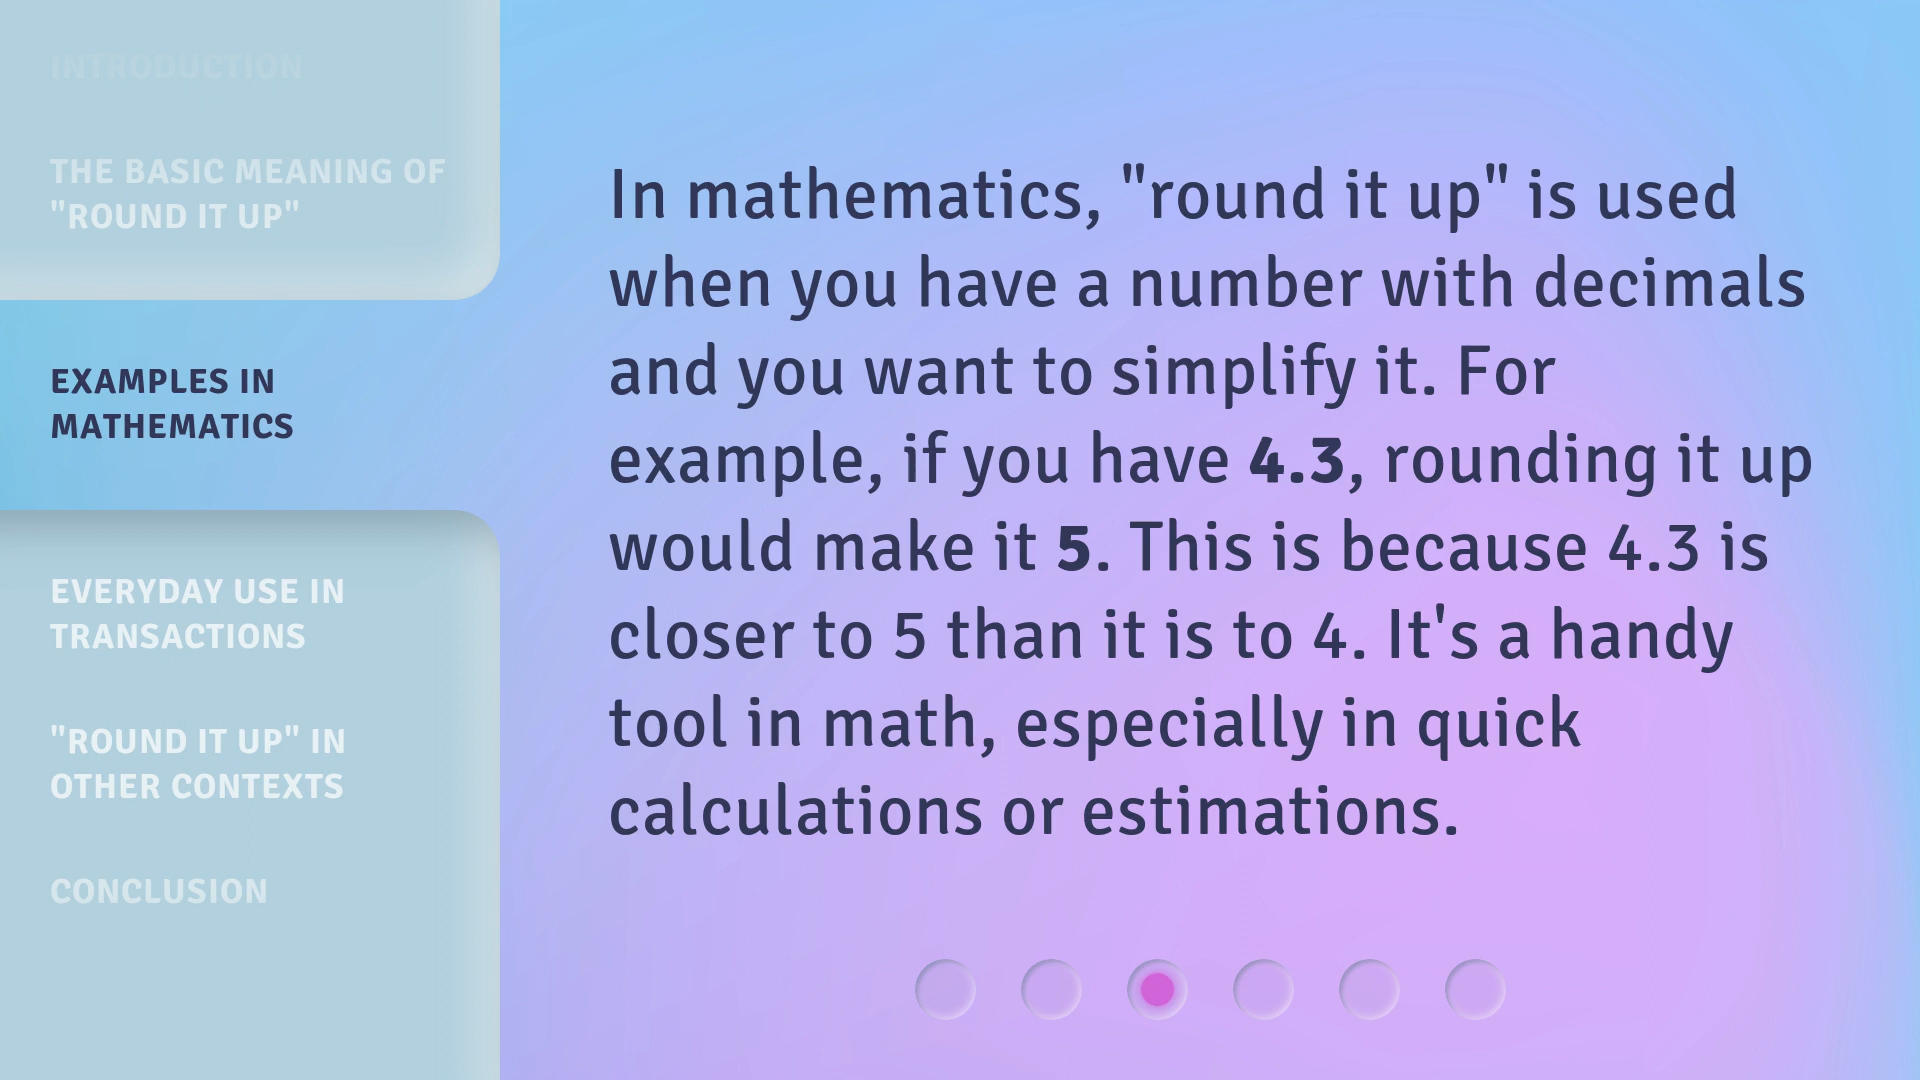 INTRODUCTION
THE BASIC MEANING OF
"ROUND IT UP"
EXAMPLES IN
MATHEMATICS
EVERYDAY USE IN
TRANSACTIONS
"ROUND IT UP" IN
OTHER CONTEXTS
CONCLUSION
In mathematics, "round it up" is used
when you have a number with decimals
and you want to simplify it. For
example, if you have 4.3, rounding it up
would make it 5. This is because 4.3 is
closer to 5 than it is to 4. It's a handy
tool in math, especially in quick
calculations or estimations.